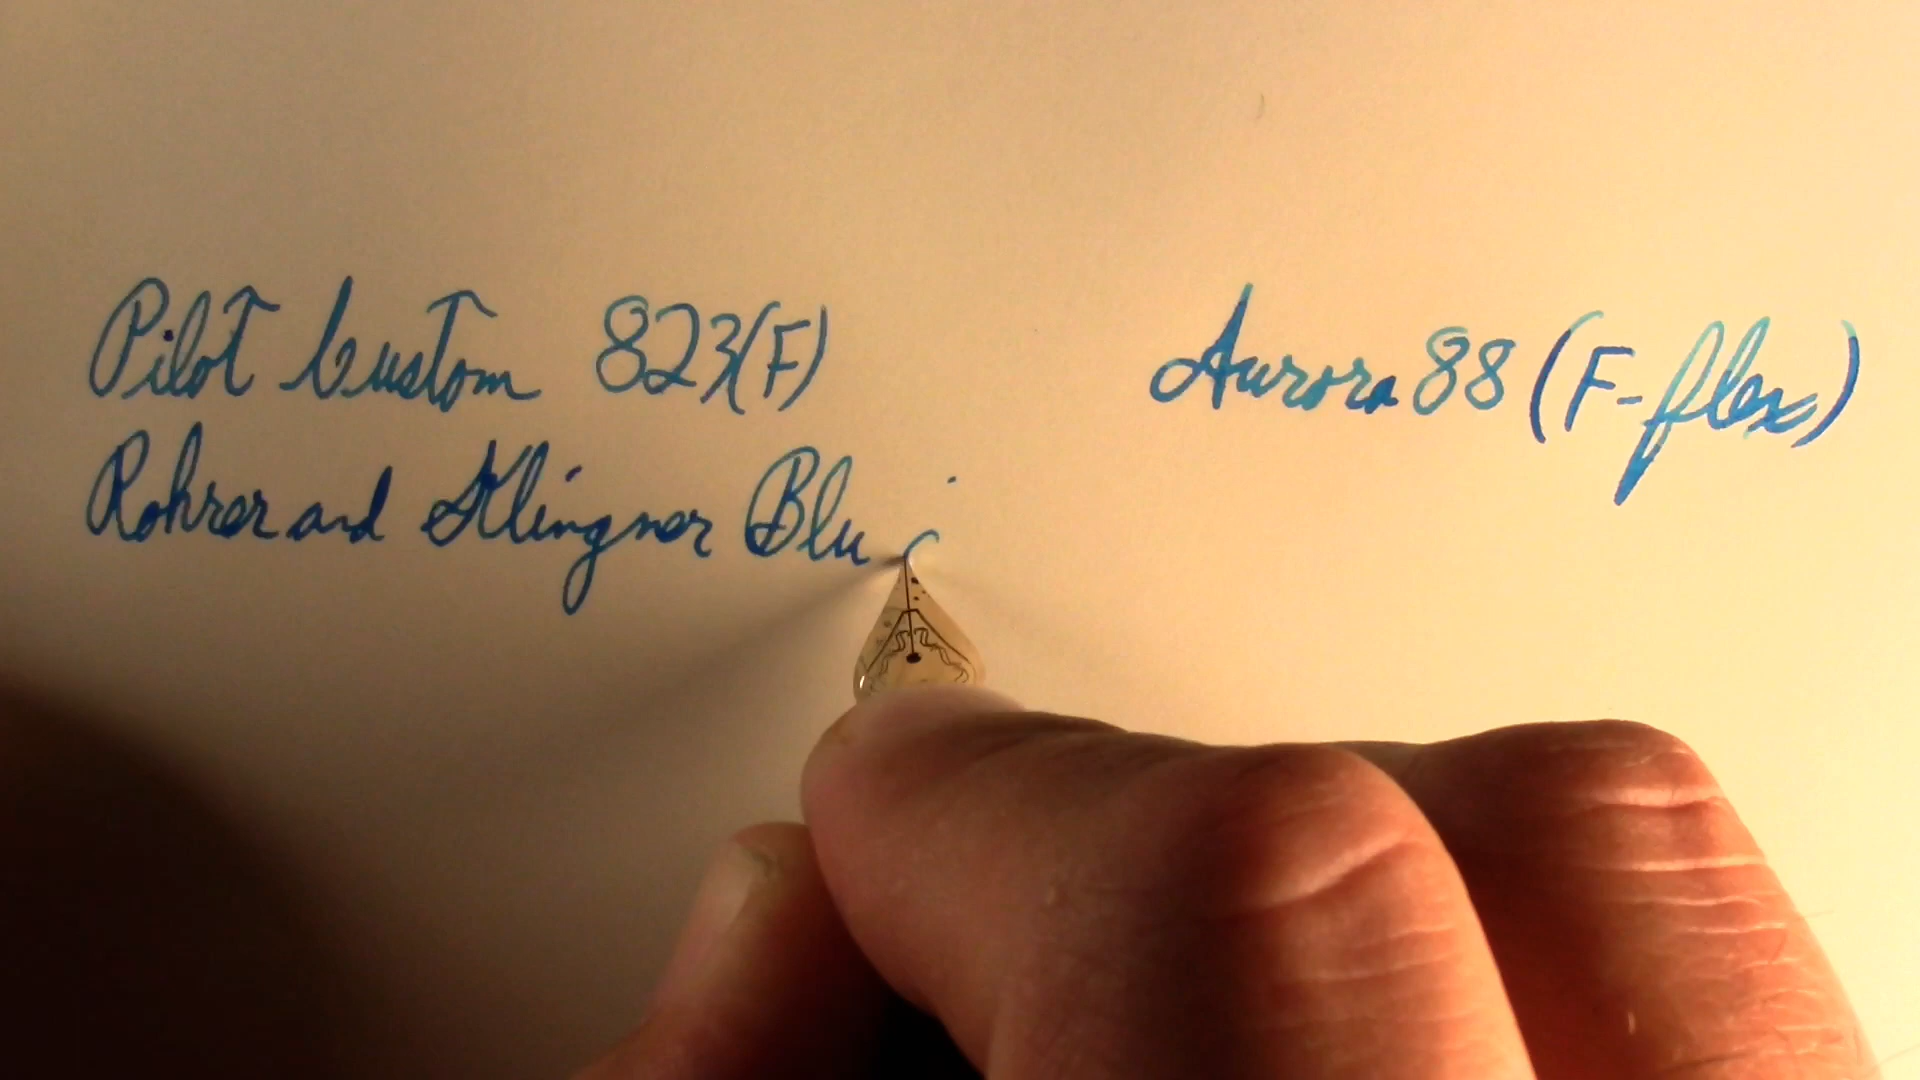 Pilot Custom 823(F)
Aurora 88 (F-flex)
Rohrer and Klingner Blu